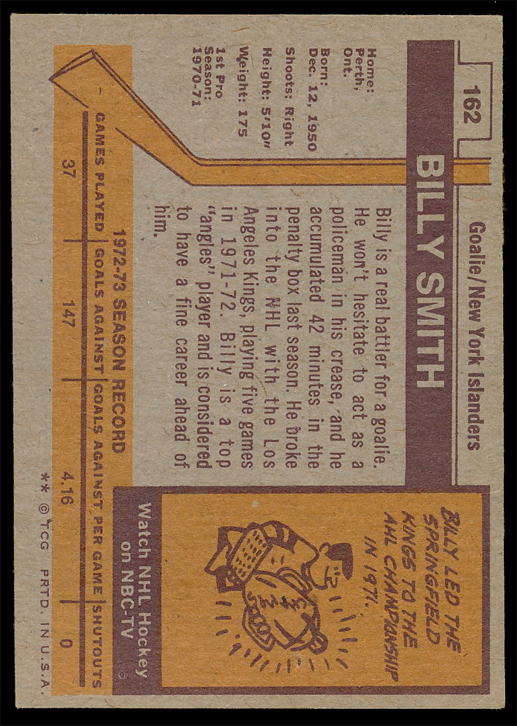 162
Goalie/New York Islanders
BILLY SMITH
Home:
Perth,
Ont.
Born:
Dec. 12, 1950
Shoots: Right
Height: 5'10"
Weight: 175
1st Pro
Season:
1970-71
Billy is a real battler for a goalie.
He won't hesitate to act as a
policeman in his crease, and he
accumulated 42 minutes in the
penalty box last season. He broke
into the NHL with the Los
Angeles Kings, playing five games
in 1971-72. Billy is a top
"angles" player and is considered
to have a fine career ahead of
him.
BILLY LED THE
SPRINGFIELD
KINGS TO THE
AHL CHAMPIONSHIP
IN 1971.
Watch NHL Hockey
on NBC-TV
1972-73 SEASON RECORD
GAMES PLAYED GOALS AGAINST GOALS AGAINST PER GAME SHUTOUTS
37 147 4.16 0
** © TCG PRTD. IN U.S.A.